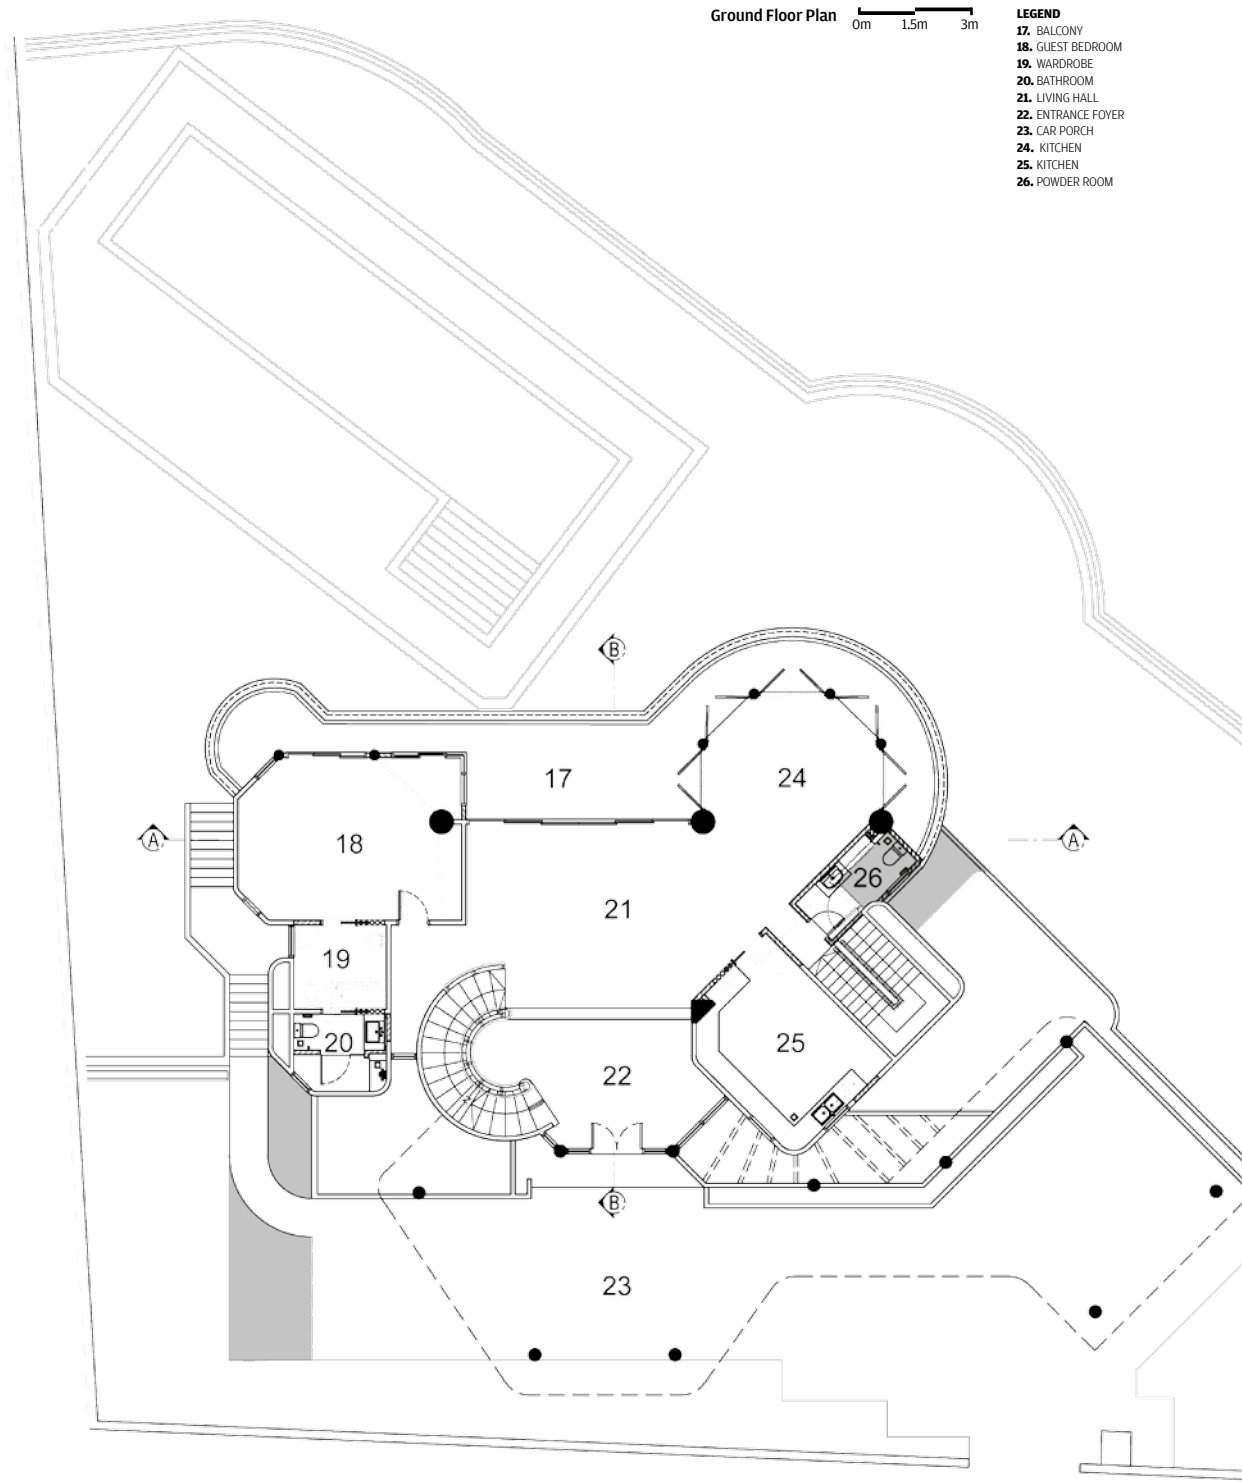 Ground Floor Plan
0m 1.5m 3m
LEGEND
17. BALCONY
18. GUEST BEDROOM
19. WARDROBE
20. BATHROOM
21. LIVING HALL
22. ENTRANCE FOYER
23. CAR PORCH
24. KITCHEN
25. KITCHEN
26. POWDER ROOM
B
17
24
18
A
A
26
21
19
20
25
22
B
23